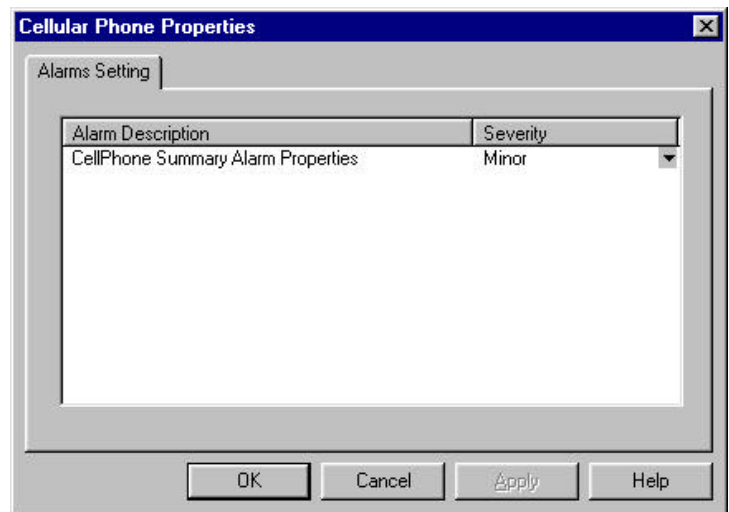 Cellular Phone Properties
Alarms Setting
Alarm Description Severity
CellPhone Summary Alarm Properties Minor
OK Cancel Apply Help